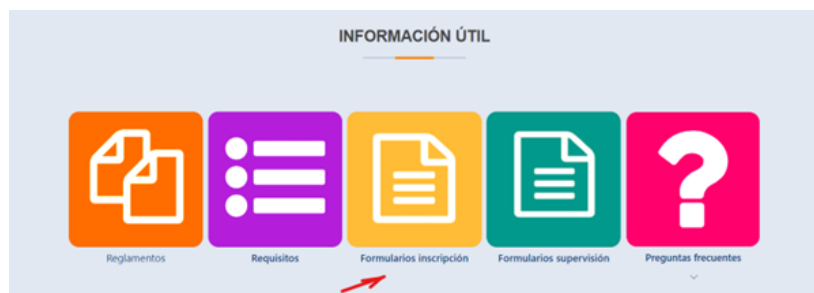 INFORMACIÓN ÚTIL
Reglamentos
Requisitos
Formularios inscripción
Formularios supervisión
Preguntas frecuentes